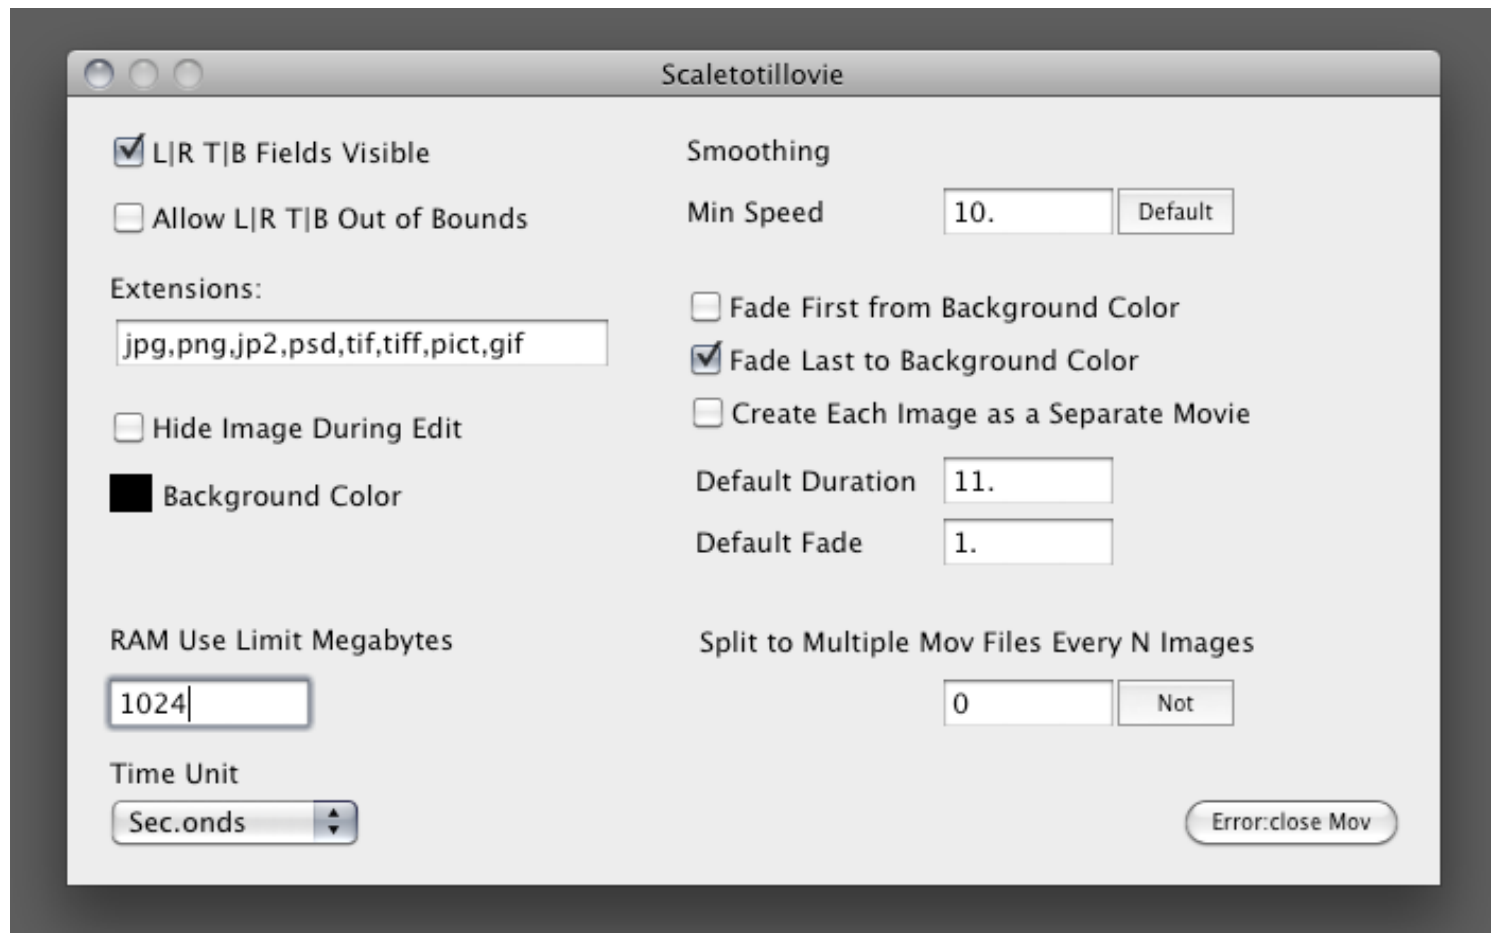 Scaletotillovie
L|R T|B Fields Visible
Allow L|R T|B Out of Bounds
Extensions:
jpg,png,jp2,psd,tif,tiff,pict,gif
Hide Image During Edit
Background Color
RAM Use Limit Megabytes
1024
Time Unit
Sec.onds
Smoothing
Min Speed 10. Default
Fade First from Background Color
Fade Last to Background Color
Create Each Image as a Separate Movie
Default Duration 11.
Default Fade 1.
Split to Multiple Mov Files Every N Images
0 Not
Error:close Mov